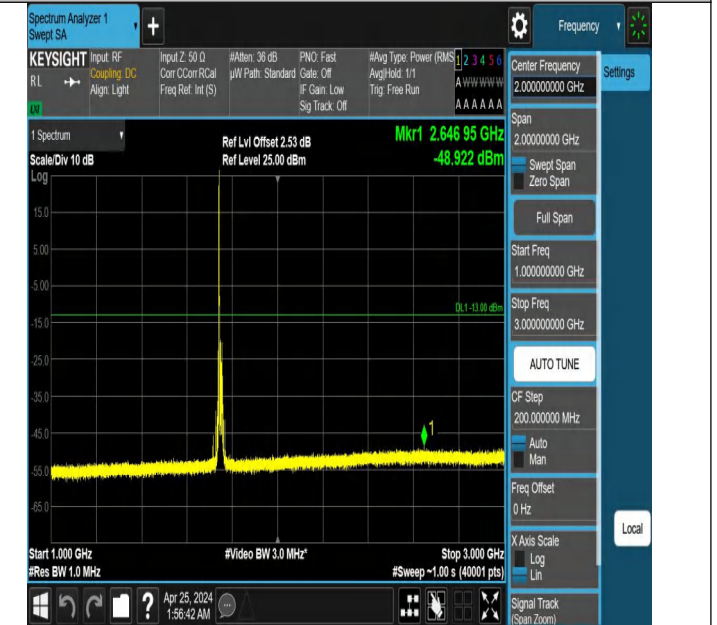 Spectrum Analyzer 1
Swept SA
+
Frequency
KEYSIGHT
RL
Input: RF
Coupling: DC
Align: Light
Input Z: 50 Ω
Corr CCorr RCal
Freq Ref: Int (S)
#Atten: 36 dB
µW Path: Standard
PNO: Fast
Gate: Off
IF Gain: Low
Sig Track: Off
#Avg Type: Power (RMS
Avg|Hold: 1/1
Trig: Free Run
1 2 3 4 5 6
A W W W W W
A A A A A A
1 Spectrum
Scale/Div 10 dB
Log
Ref Lvl Offset 2.53 dB
Ref Level 25.00 dBm
Mkr1 2.646 95 GHz
-48.922 dBm
15.0
5.00
-5.00
DL1 -13.00 dBm
-15.0
-25.0
-35.0
-45.0
1
-55.0
-65.0
Start 1.000 GHz
#Video BW 3.0 MHz*
Stop 3.000 GHz
#Res BW 1.0 MHz
#Sweep ~1.00 s (40001 pts)
Center Frequency
2.000000000 GHz
Settings
Span
2.00000000 GHz
Swept Span
Zero Span
Full Span
Start Freq
1.000000000 GHz
Stop Freq
3.000000000 GHz
AUTO TUNE
CF Step
200.000000 MHz
Auto
Man
Freq Offset
0 Hz
X Axis Scale
Log
Lin
Local
Signal Track
(Span Zoom)
?
Apr 25, 2024
1:56:42 AM